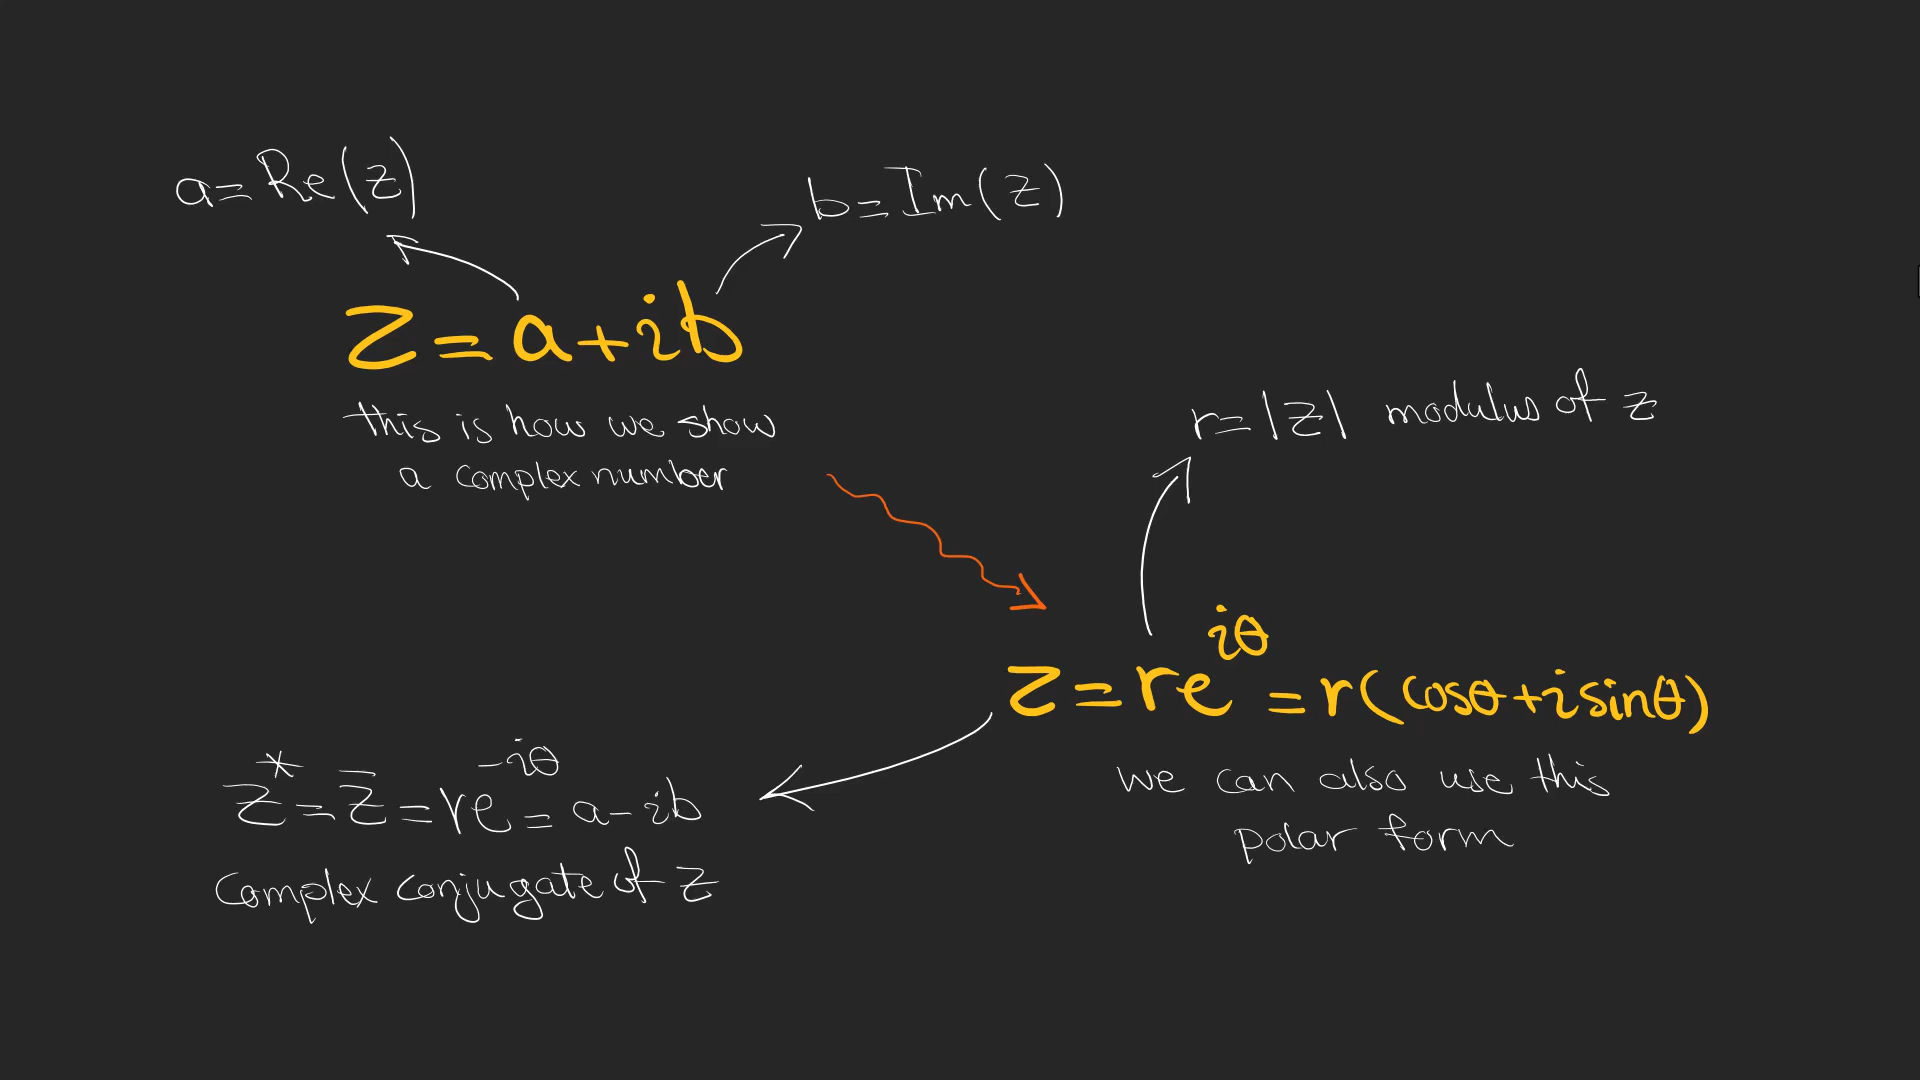 a=Re(z)
b=Im(z)
z=a+ib
this is how we show
a complex number
r=|z| modulus of z
z=re^{iθ}=r(cosθ+isinθ)
we can also use this
polar form
z^*=z̄=re^{-iθ}=a-ib
complex conjugate of z